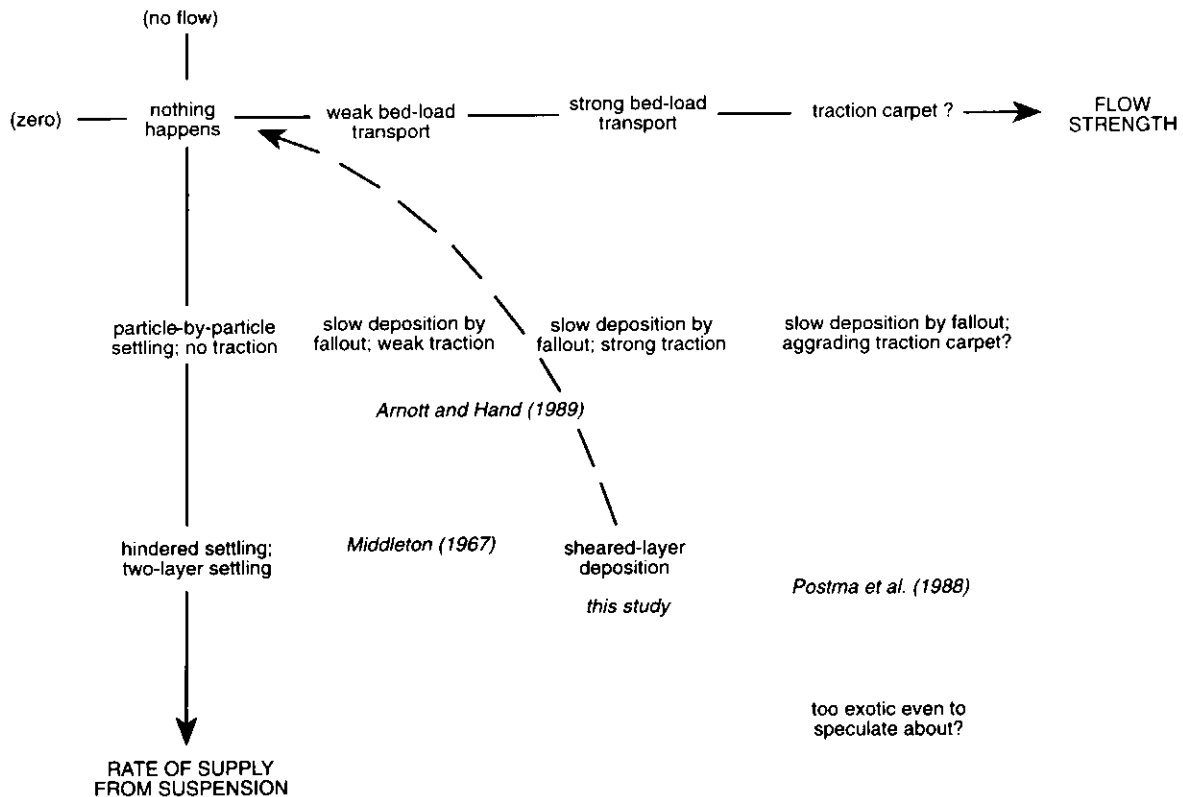 (no flow)
(zero)
nothing
happens
weak bed-load
transport
strong bed-load
transport
traction carpet ?
FLOW
STRENGTH
particle-by-particle
settling; no traction
slow deposition by
fallout; weak traction
slow deposition by
fallout; strong traction
slow deposition by fallout;
aggrading traction carpet?
Arnott and Hand (1989)
hindered settling;
two-layer settling
Middleton (1967)
sheared-layer
deposition
this study
Postma et al. (1988)
too exotic even to
speculate about?
RATE OF SUPPLY
FROM SUSPENSION